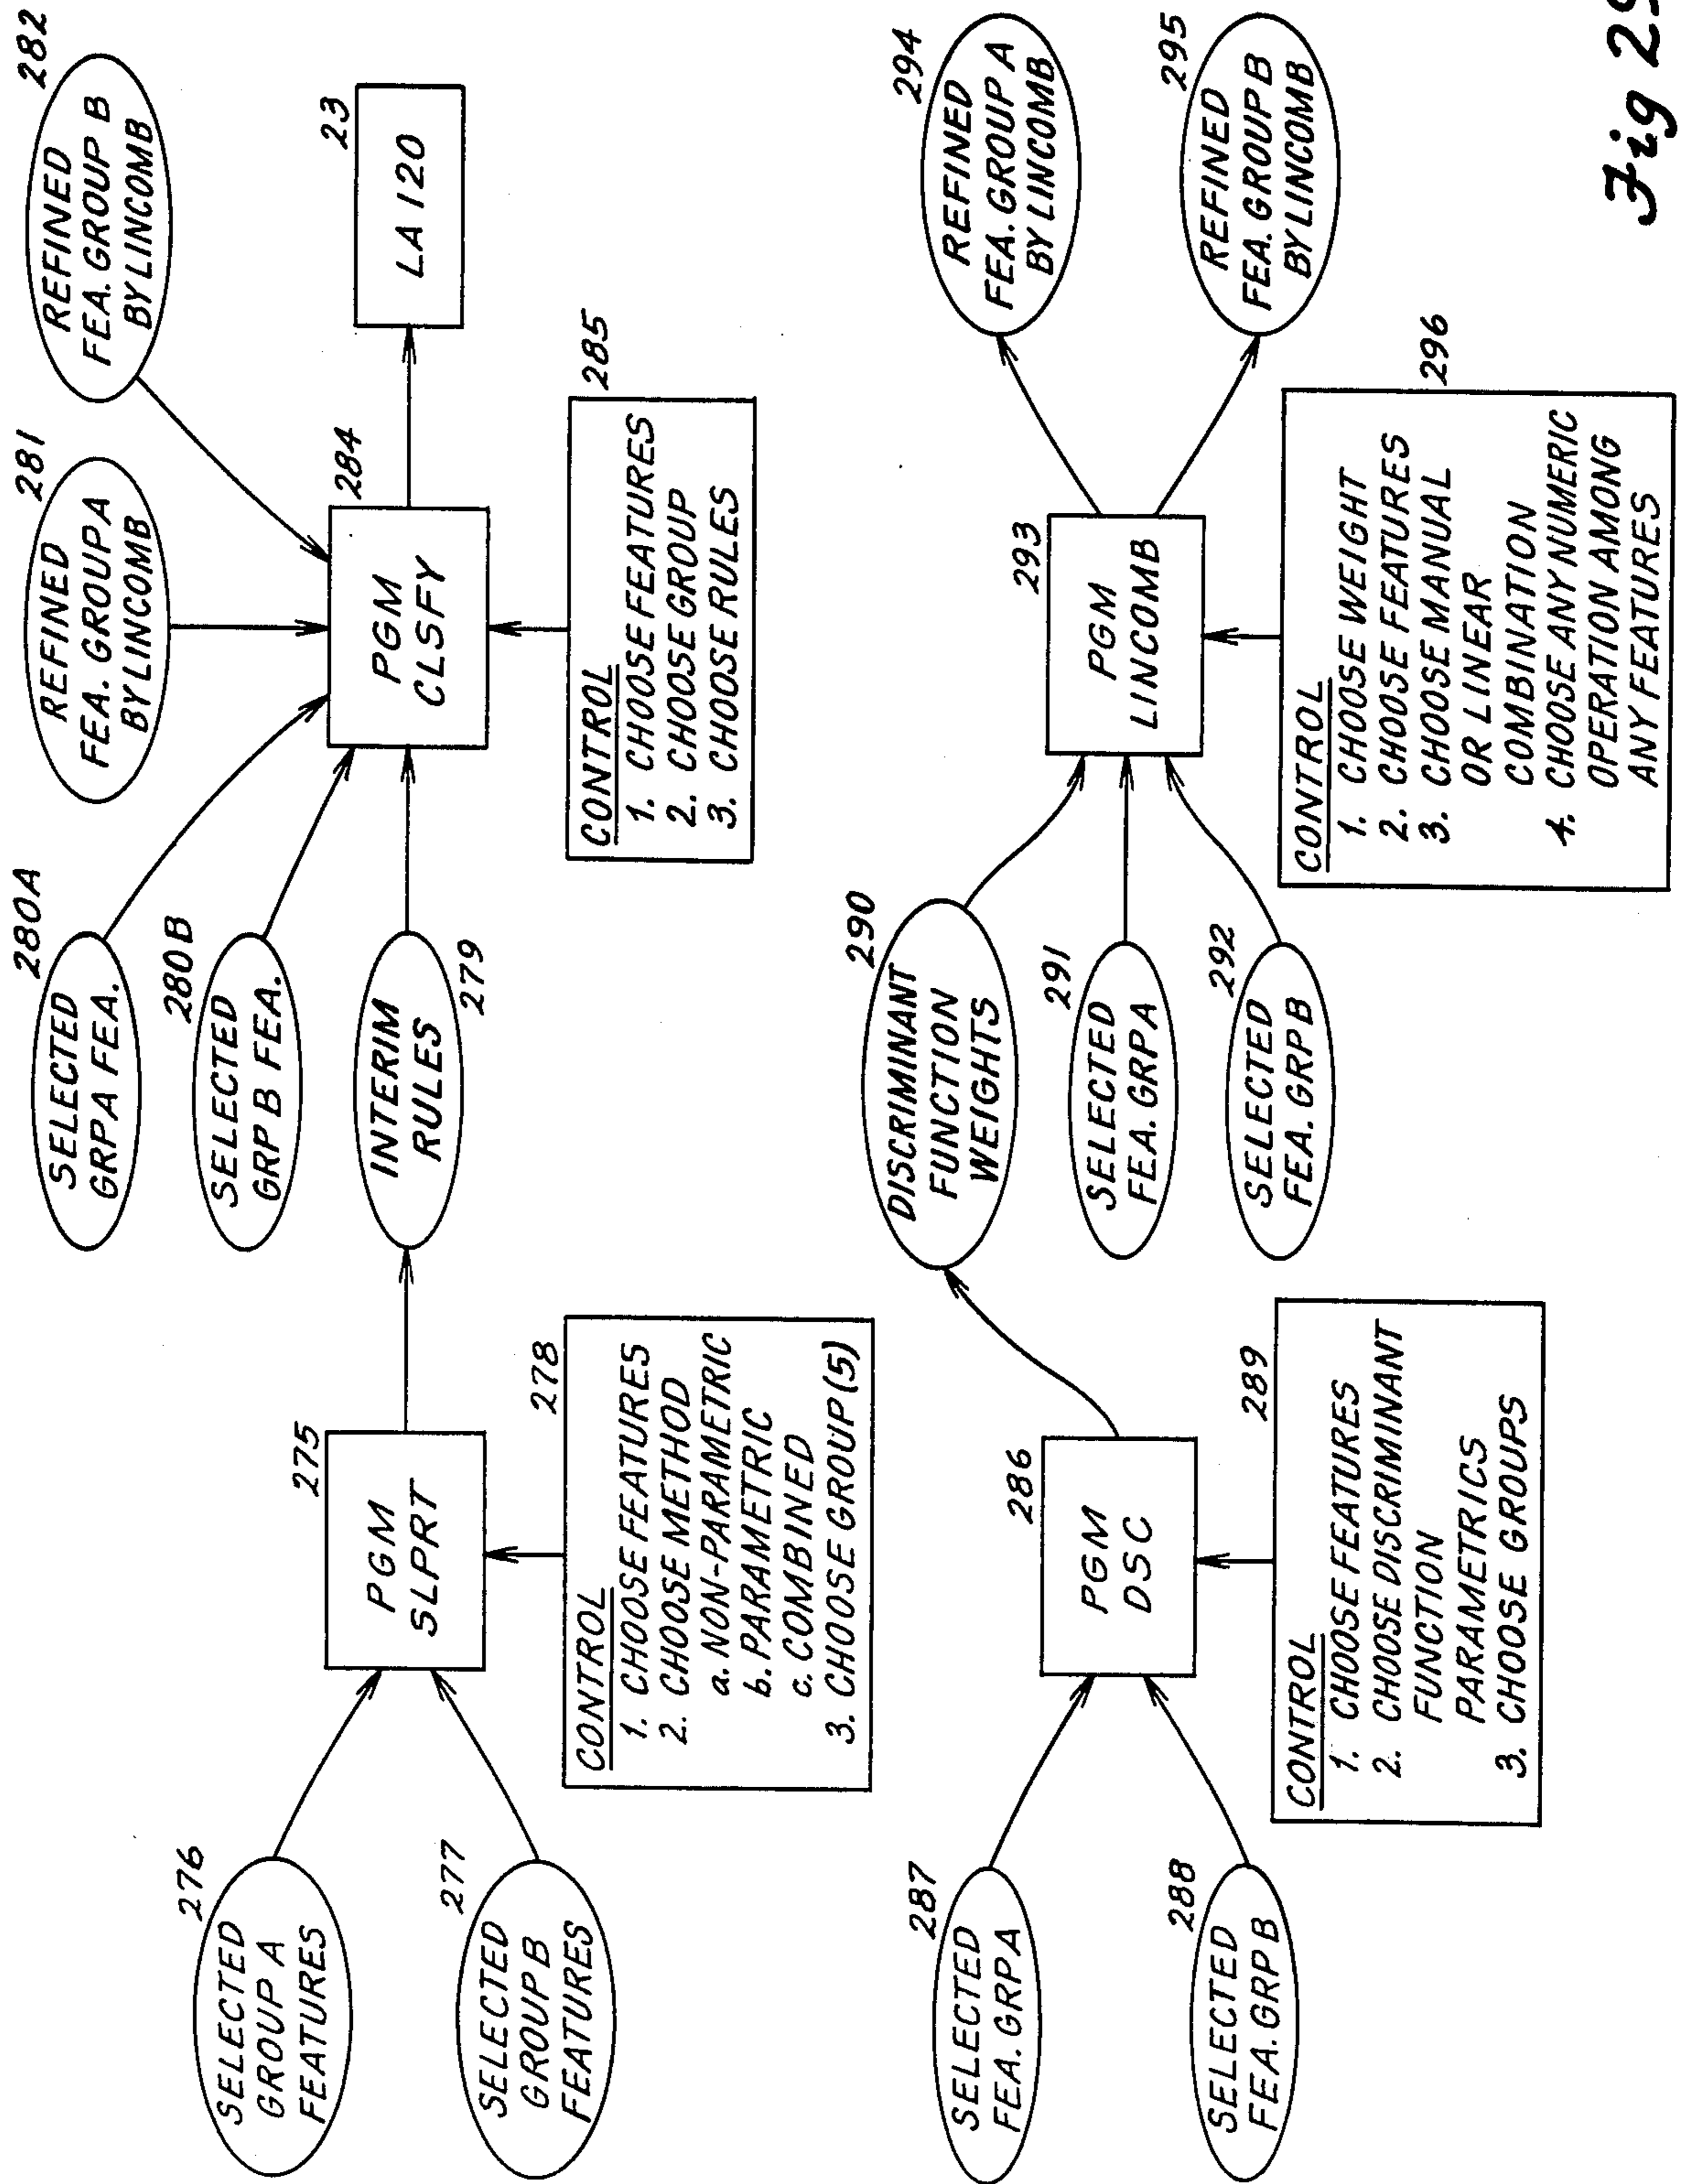 276
SELECTED
GROUP A
FEATURES
277
SELECTED
GROUP B
FEATURES
275
PGM
SLPRT
278
CONTROL
1. CHOOSE FEATURES
2. CHOOSE METHOD
a. NON-PARAMETRIC
b. PARAMETRIC
c. COMBINED
3. CHOOSE GROUP(5)
280A
SELECTED
GRPA FEA.
280B
SELECTED
GRP B FEA.
INTERIM
RULES
279
281
REFINED
FEA. GROUPA
BY LINCOMB
282
REFINED
FEA. GROUP B
BY LINCOMB
284
PGM
CLSFY
23
LA 120
285
CONTROL
1. CHOOSE FEATURES
2. CHOOSE GROUP
3. CHOOSE RULES
287
SELECTED
FEA. GRPA
288
SELECTED
FEA. GRP B
286
PGM
DSC
289
CONTROL
1. CHOOSE FEATURES
2. CHOOSE DISCRIMINANT
FUNCTION
PARAMETRICS
3. CHOOSE GROUPS
290
DISCRIMINANT
FUNCTION
WEIGHTS
291
SELECTED
FEA. GRPA
292
SELECTED
FEA. GRPB
293
PGM
LINCOMB
294
REFINED
FEA. GROUP A
BY LINCOMB
295
REFINED
FEA. GROUP B
BY LINCOMB
296
CONTROL
1. CHOOSE WEIGHT
2. CHOOSE FEATURES
3. CHOOSE MANUAL
OR LINEAR
COMBINATION
4. CHOOSE ANY NUMERIC
OPERATION AMONG
ANY FEATURES
Fig